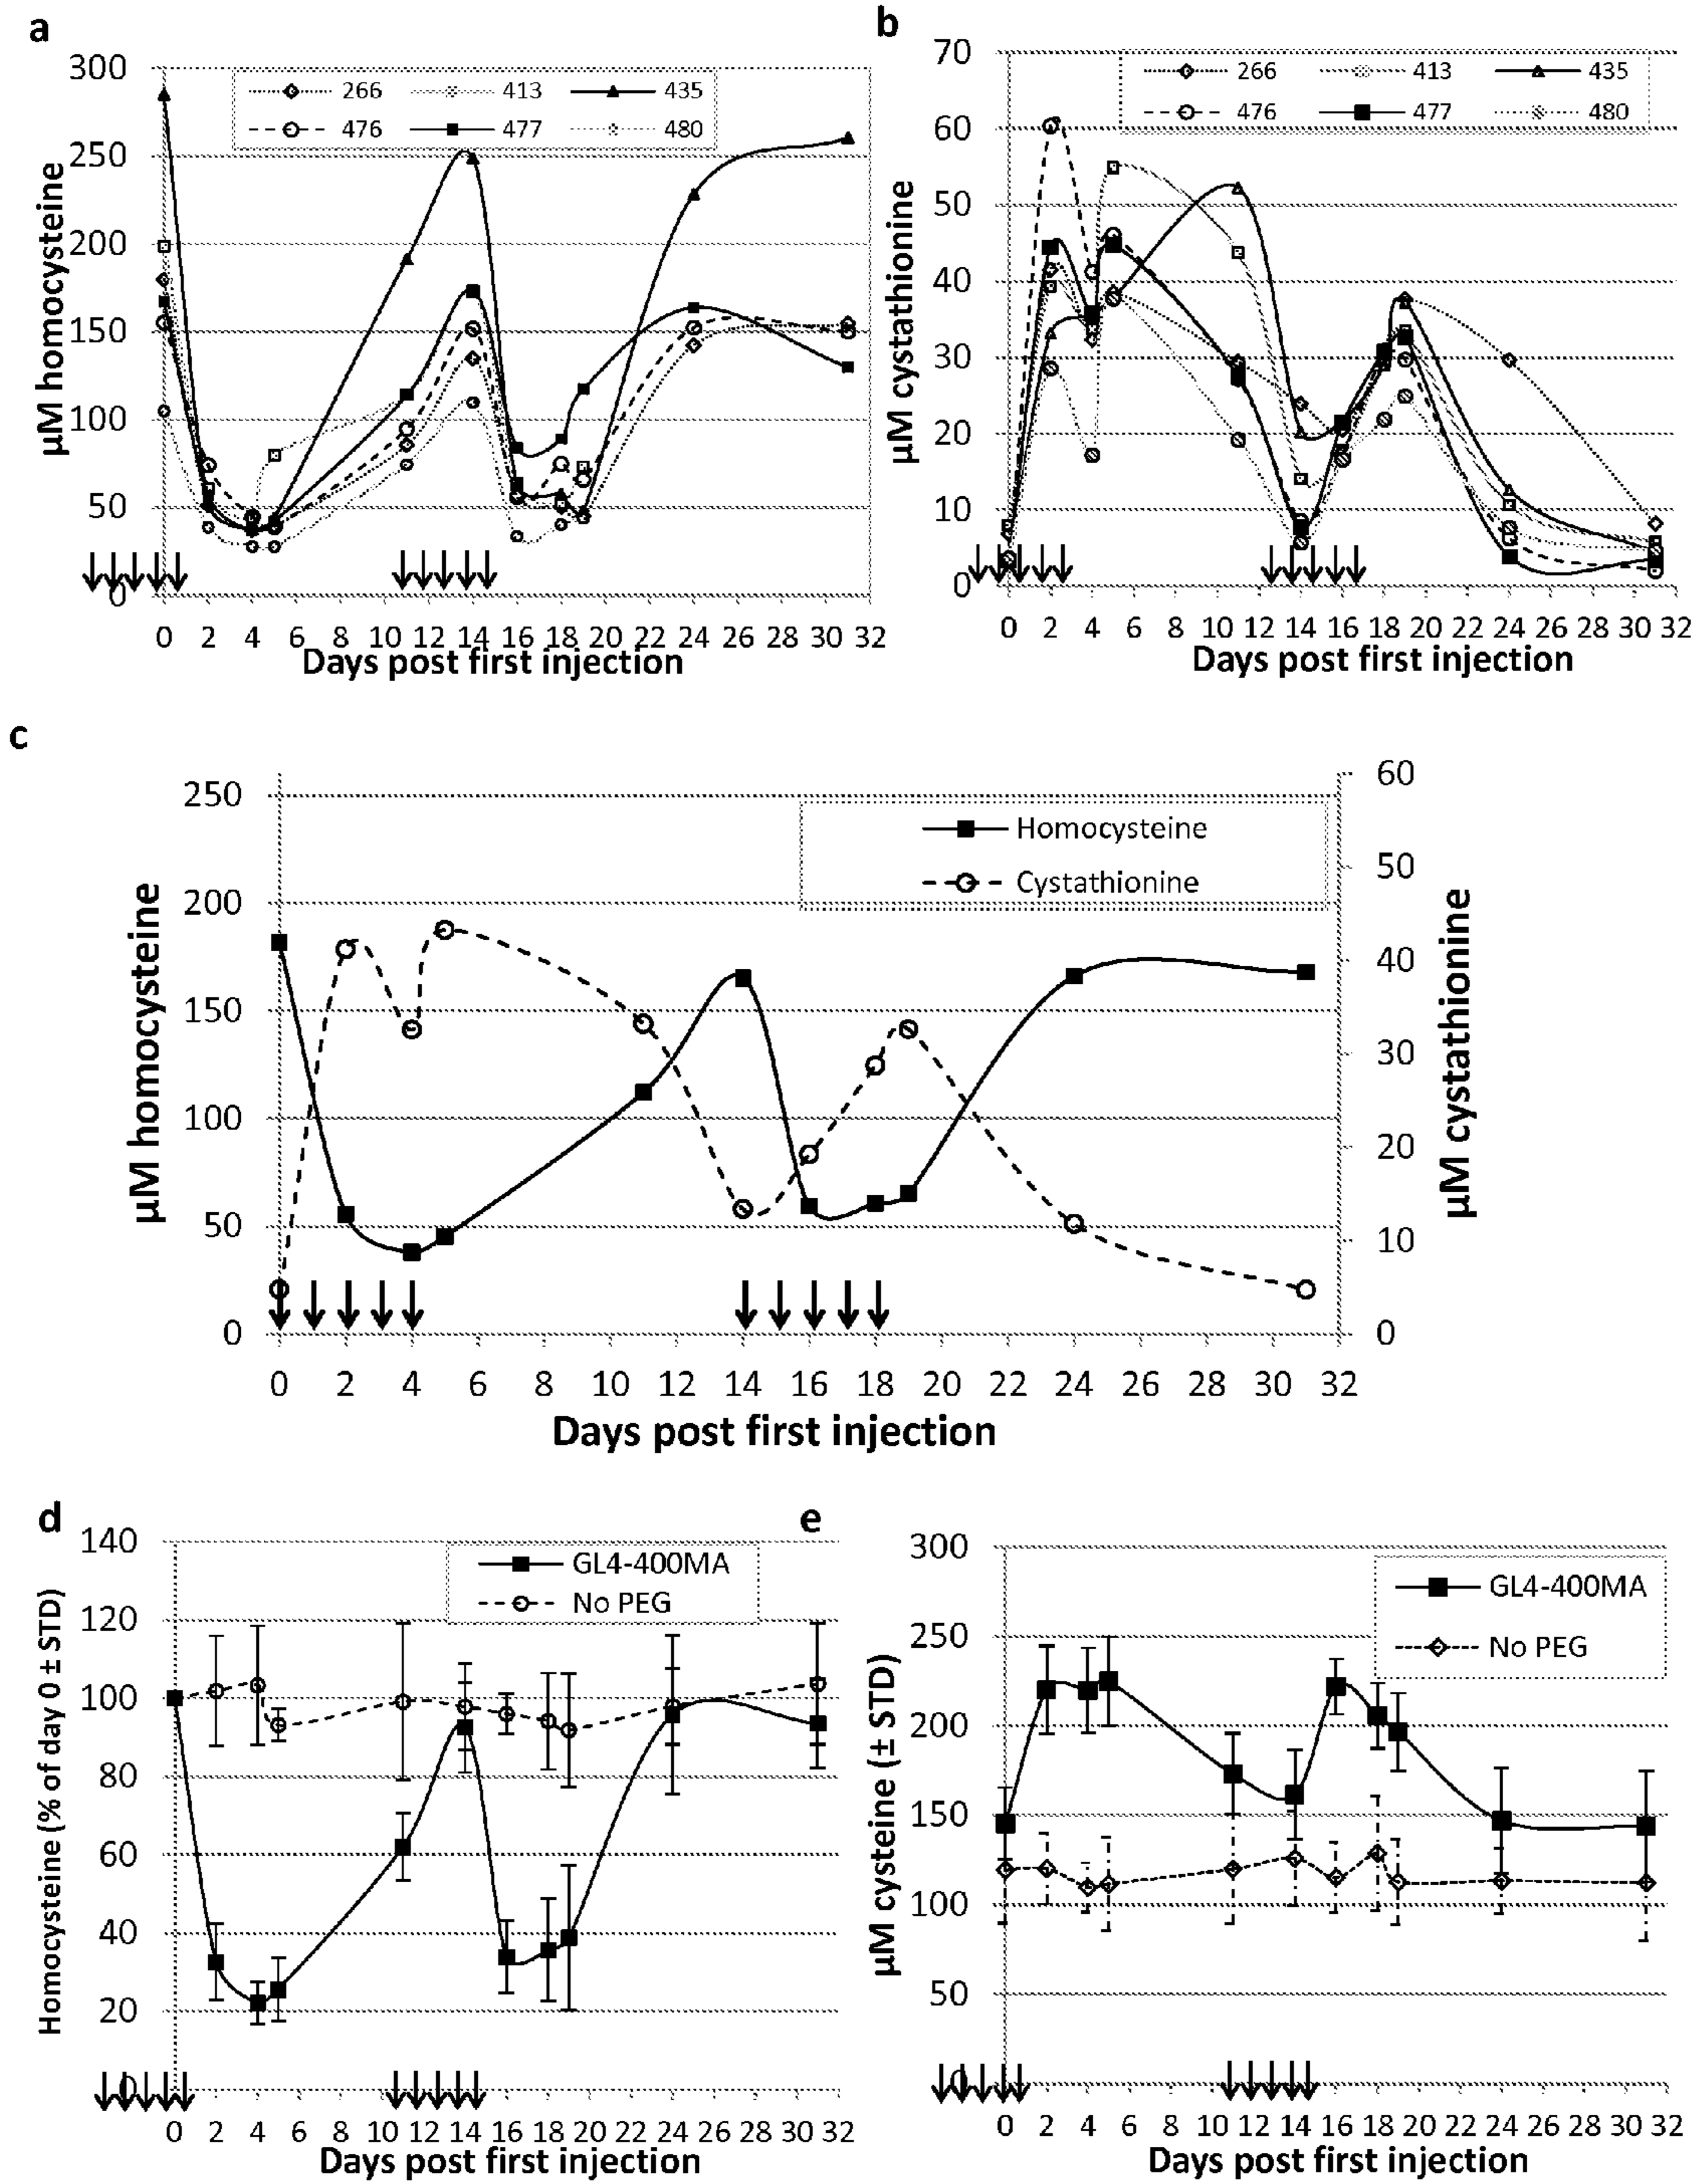 a
300
250
200
150
100
50
0
µM homocysteine
266 413 435
476 477 480
0 2 4 6 8 10 12 14 16 18 20 22 24 26 28 30 32
Days post first injection
b
70
60
50
40
30
20
10
0
µM cystathionine
266 413 435
476 477 480
0 2 4 6 8 10 12 14 16 18 20 22 24 26 28 30 32
Days post first injection
c
250
200
150
100
50
0
µM homocysteine
Homocysteine
Cystathionine
60
50
40
30
20
10
0
µM cystathionine
0 2 4 6 8 10 12 14 16 18 20 22 24 26 28 30 32
Days post first injection
d
140
120
100
80
60
40
20
0
Homocysteine (% of day 0 ± STD)
GL4-400MA
No PEG
0 2 4 6 8 10 12 14 16 18 20 22 24 26 28 30 32
Days post first injection
e
300
250
200
150
100
50
0
µM cysteine (± STD)
GL4-400MA
No PEG
0 2 4 6 8 10 12 14 16 18 20 22 24 26 28 30 32
Days post first injection